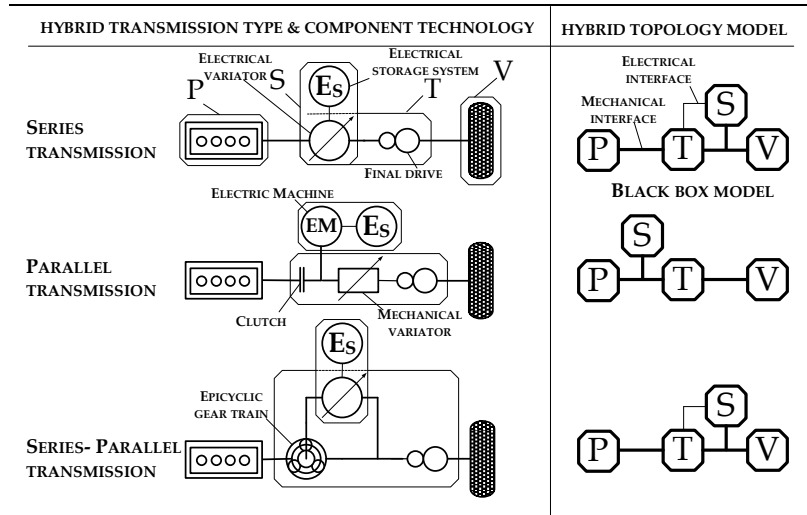 HYBRID TRANSMISSION TYPE & COMPONENT TECHNOLOGY
HYBRID TOPOLOGY MODEL
ELECTRICAL
VARIATOR
ELECTRICAL
STORAGE SYSTEM
P
S
ES
T
V
SERIES
TRANSMISSION
FINAL DRIVE
ELECTRICAL
INTERFACE
MECHANICAL
INTERFACE
S
P
T
V
BLACK BOX MODEL
ELECTRIC MACHINE
EM
ES
PARALLEL
TRANSMISSION
CLUTCH
MECHANICAL
VARIATOR
S
P
T
V
ES
EPICYCLIC
GEAR TRAIN
SERIES- PARALLEL
TRANSMISSION
S
P
T
V